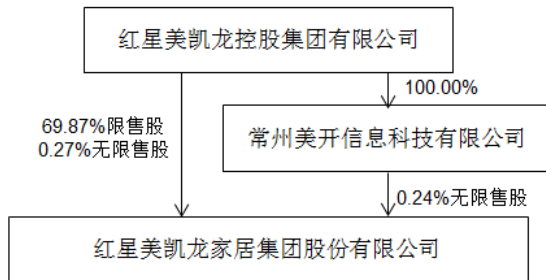 红星美凯龙控股集团有限公司
100.00%
69.87%限售股
0.27%无限售股
常州美开信息科技有限公司
0.24%无限售股
红星美凯龙家居集团股份有限公司